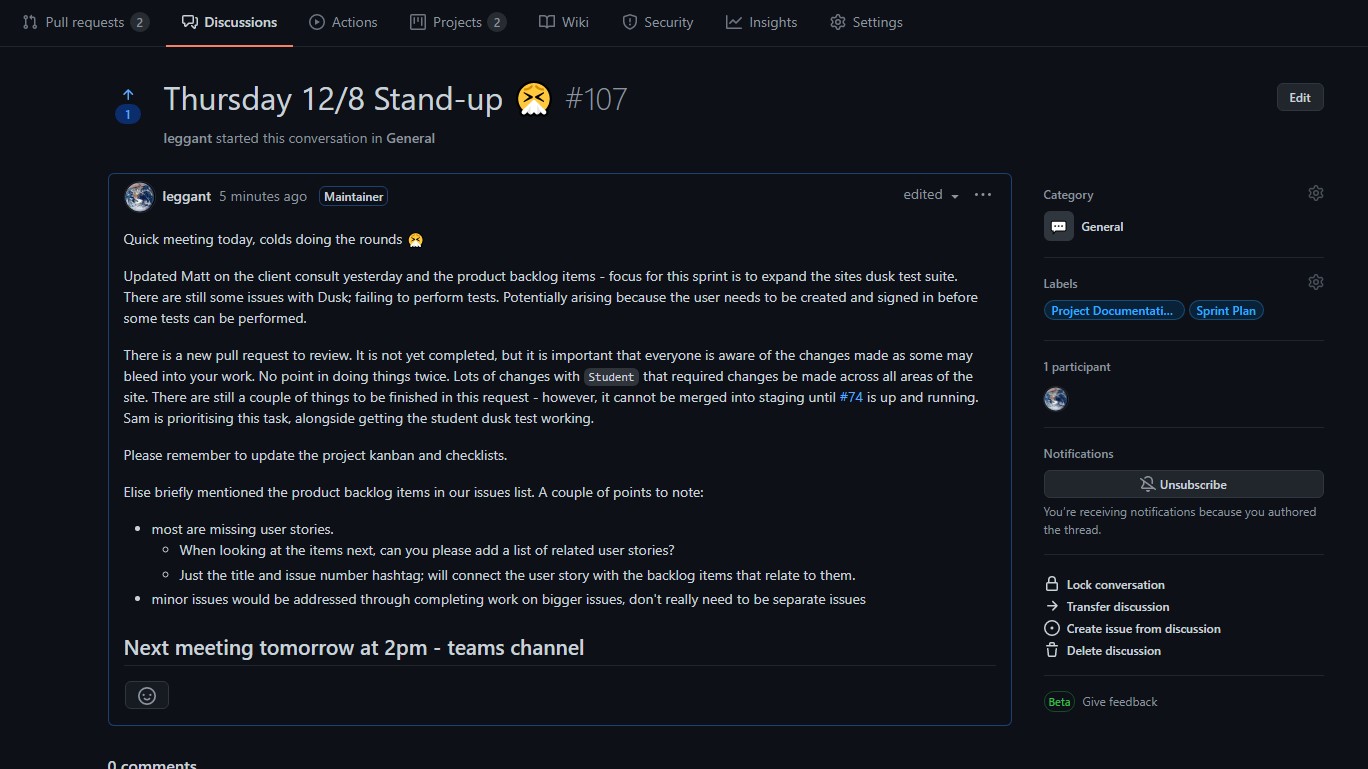 Pull requests 2 Discussions Actions Projects 2 Wiki Security Insights Settings
1
Thursday 12/8 Stand-up 🤧 #107
Edit
leggant started this conversation in General
leggant 5 minutes ago Maintainer
edited
Quick meeting today, colds doing the rounds 🤧
Updated Matt on the client consult yesterday and the product backlog items - focus for this sprint is to expand the sites dusk test suite.
There are still some issues with Dusk; failing to perform tests. Potentially arising because the user needs to be created and signed in before
some tests can be performed.
There is a new pull request to review. It is not yet completed, but it is important that everyone is aware of the changes made as some may
bleed into your work. No point in doing things twice. Lots of changes with Student that required changes be made across all areas of the
site. There are still a couple of things to be finished in this request - however, it cannot be merged into staging until #74 is up and running.
Sam is prioritising this task, alongside getting the student dusk test working.
Please remember to update the project kanban and checklists.
Elise briefly mentioned the product backlog items in our issues list. A couple of points to note:
• most are missing user stories.
◦ When looking at the items next, can you please add a list of related user stories?
◦ Just the title and issue number hashtag; will connect the user story with the backlog items that relate to them.
• minor issues would be addressed through completing work on bigger issues, don't really need to be separate issues
Next meeting tomorrow at 2pm - teams channel
0 comments
Category
General
Labels
Project Documentati... Sprint Plan
1 participant
Notifications
Unsubscribe
You're receiving notifications because you authored
the thread.
Lock conversation
Transfer discussion
Create issue from discussion
Delete discussion
Beta Give feedback